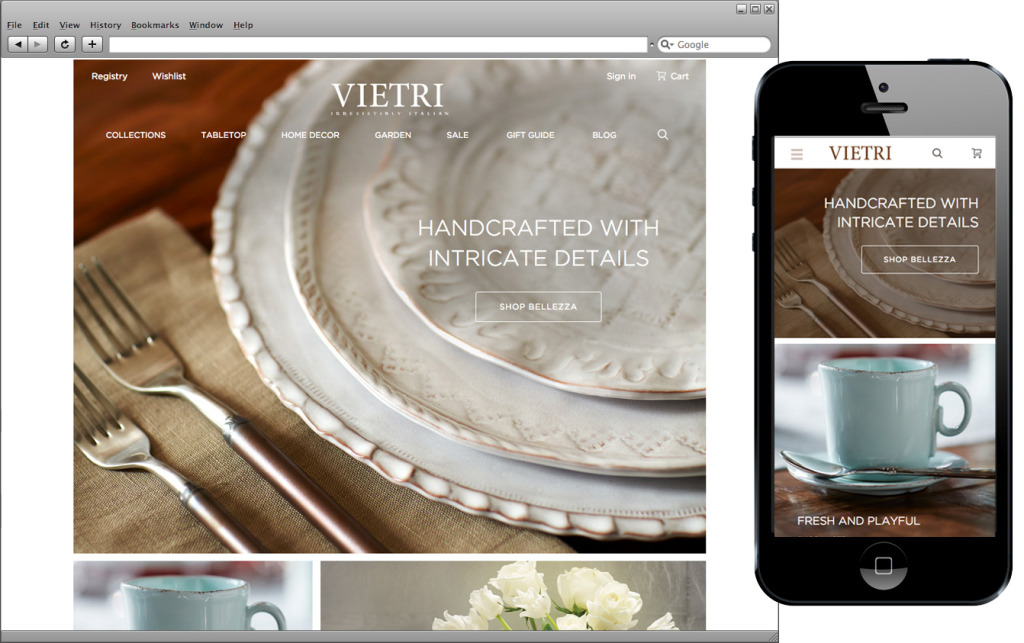 File Edit View History Bookmarks Window Help
Google
Registry Wishlist Sign in Cart
VIETRI
IRRESISTIBLY ITALIAN
COLLECTIONS TABLETOP HOME DECOR GARDEN SALE GIFT GUIDE BLOG
HANDCRAFTED WITH
INTRICATE DETAILS
SHOP BELLEZZA
VIETRI
HANDCRAFTED WITH
INTRICATE DETAILS
SHOP BELLEZZA
FRESH AND PLAYFUL